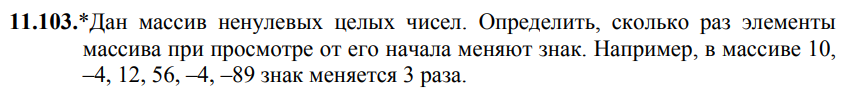 11.103.*Дан массив ненулевых целых чисел. Определить, сколько раз элементы
массива при просмотре от его начала меняют знак. Например, в массиве 10,
–4, 12, 56, –4, –89 знак меняется 3 раза.